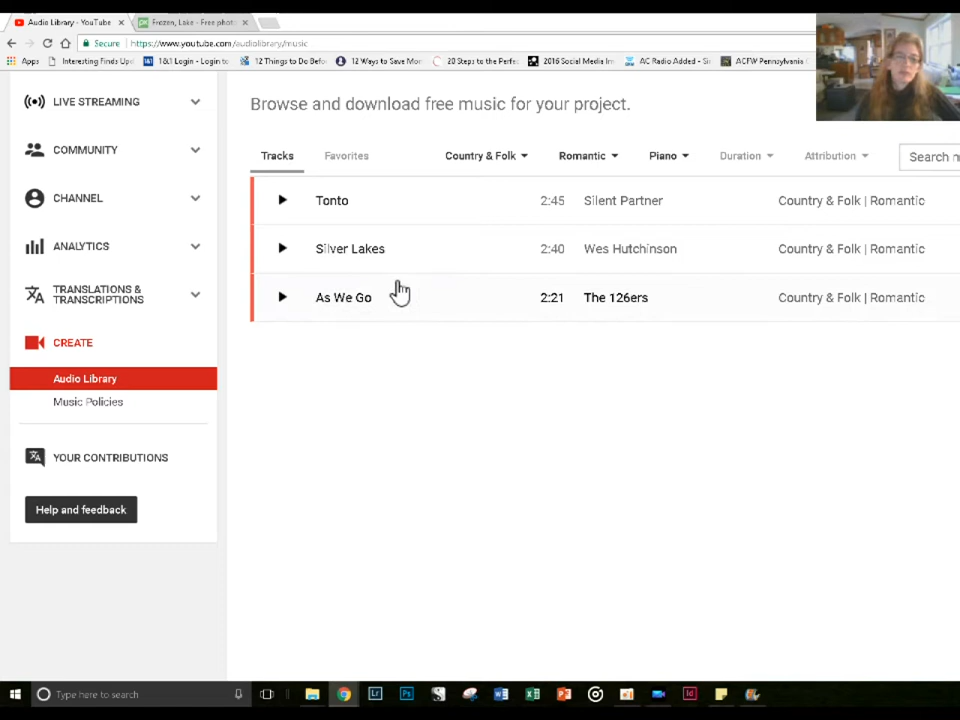 Audio Library - YouTube
Frozen, Lake - Free phot
Secure https://www.youtube.com/audiolibrary/music
Apps Interesting Finds Upd 1&1 Login - Login to 12 Things to Do Befo 12 Ways to Save Mon 20 Steps to the Perfe 2016 Social Media Im AC Radio Added - Sir ACFW Pennsylvania C
LIVE STREAMING
COMMUNITY
CHANNEL
ANALYTICS
TRANSLATIONS &
TRANSCRIPTIONS
CREATE
Audio Library
Music Policies
YOUR CONTRIBUTIONS
Help and feedback
Browse and download free music for your project.
Tracks Favorites Country & Folk Romantic Piano Duration Attribution Search m
Tonto 2:45 Silent Partner Country & Folk | Romantic
Silver Lakes 2:40 Wes Hutchinson Country & Folk | Romantic
As We Go 2:21 The 126ers Country & Folk | Romantic
Type here to search